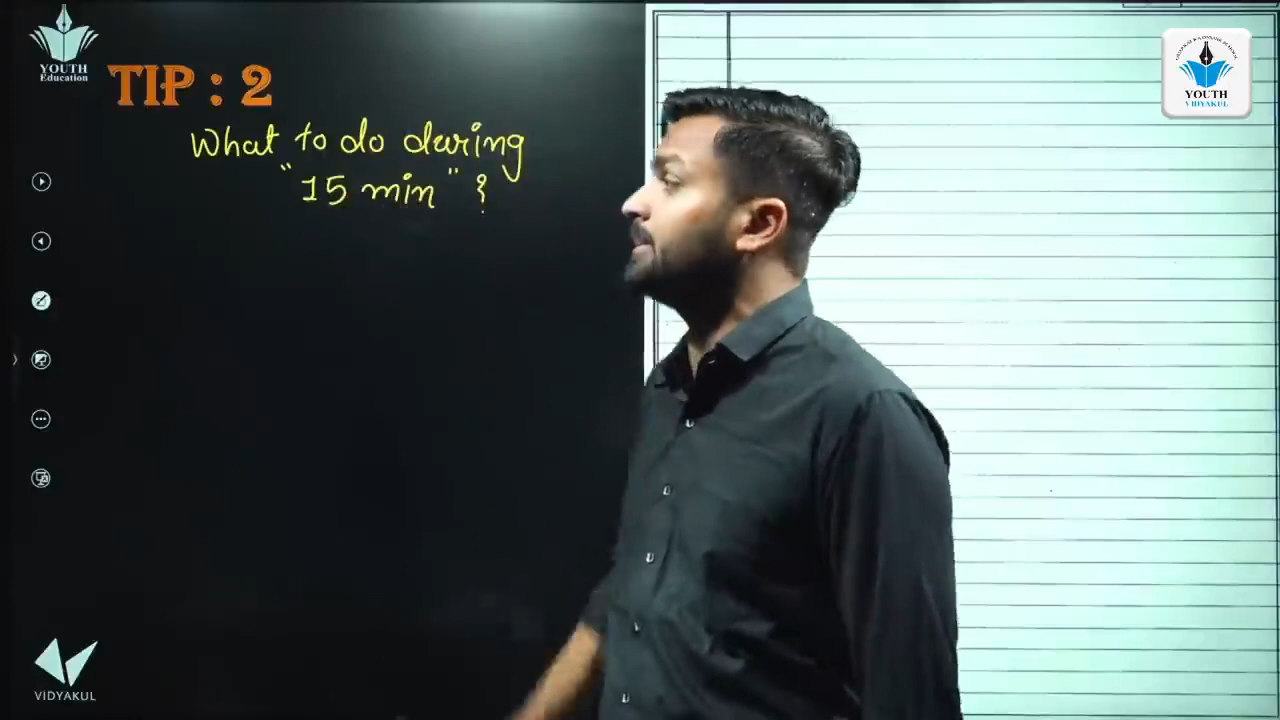 YOUTH
Education
TIP : 2
What to do during
"15 min" ?
YOUTH
VIDYAKUL
VIDYAKUL